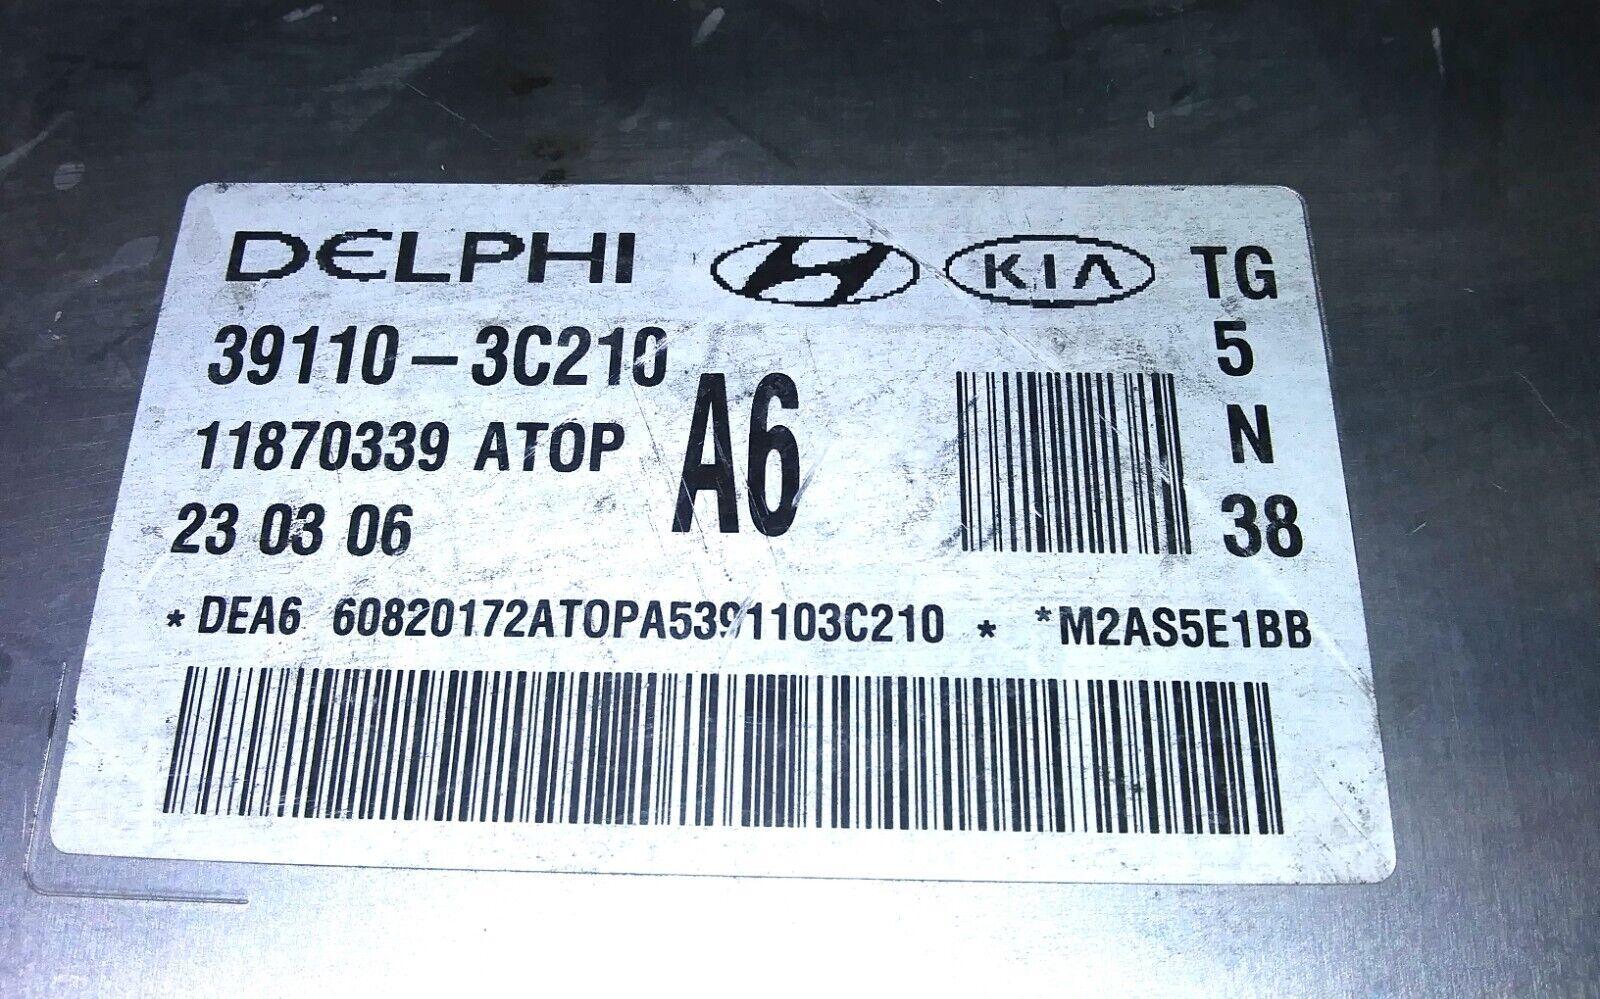 DELPHI H KIA TG
39110-3C210 5
11870339 ATOP A6 N
23 03 06 38
* DEA6 60820172ATOPA5391103C210 * *M2AS5E1BB